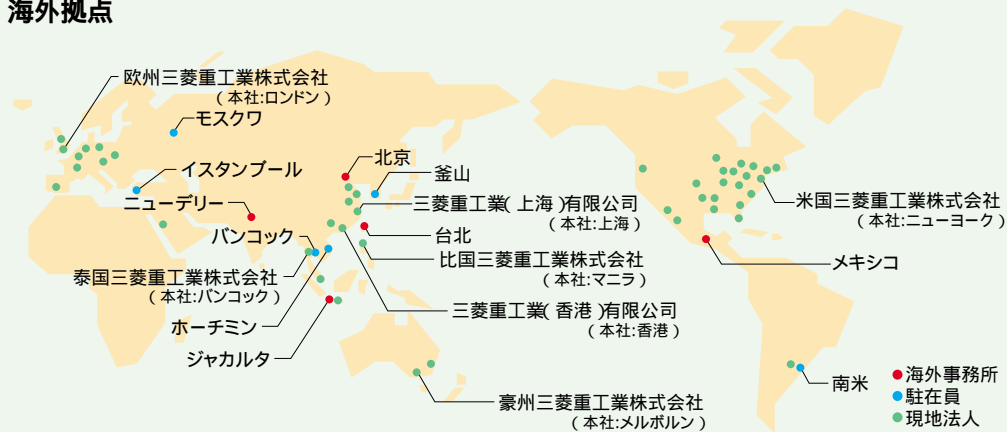 海外拠点
欧州三菱重工業株式会社
(本社:ロンドン)
モスクワ
イスタンブール
ニューデリー
バンコック
泰国三菱重工業株式会社
(本社:バンコック)
ホーチミン
ジャカルタ
北京
釜山
三菱重工業(上海)有限公司
(本社:上海)
台北
比国三菱重工業株式会社
(本社:マニラ)
三菱重工業(香港)有限公司
(本社:香港)
豪州三菱重工業株式会社
(本社:メルボルン)
米国三菱重工業株式会社
(本社:ニューヨーク)
メキシコ
南米
海外事務所
駐在員
現地法人